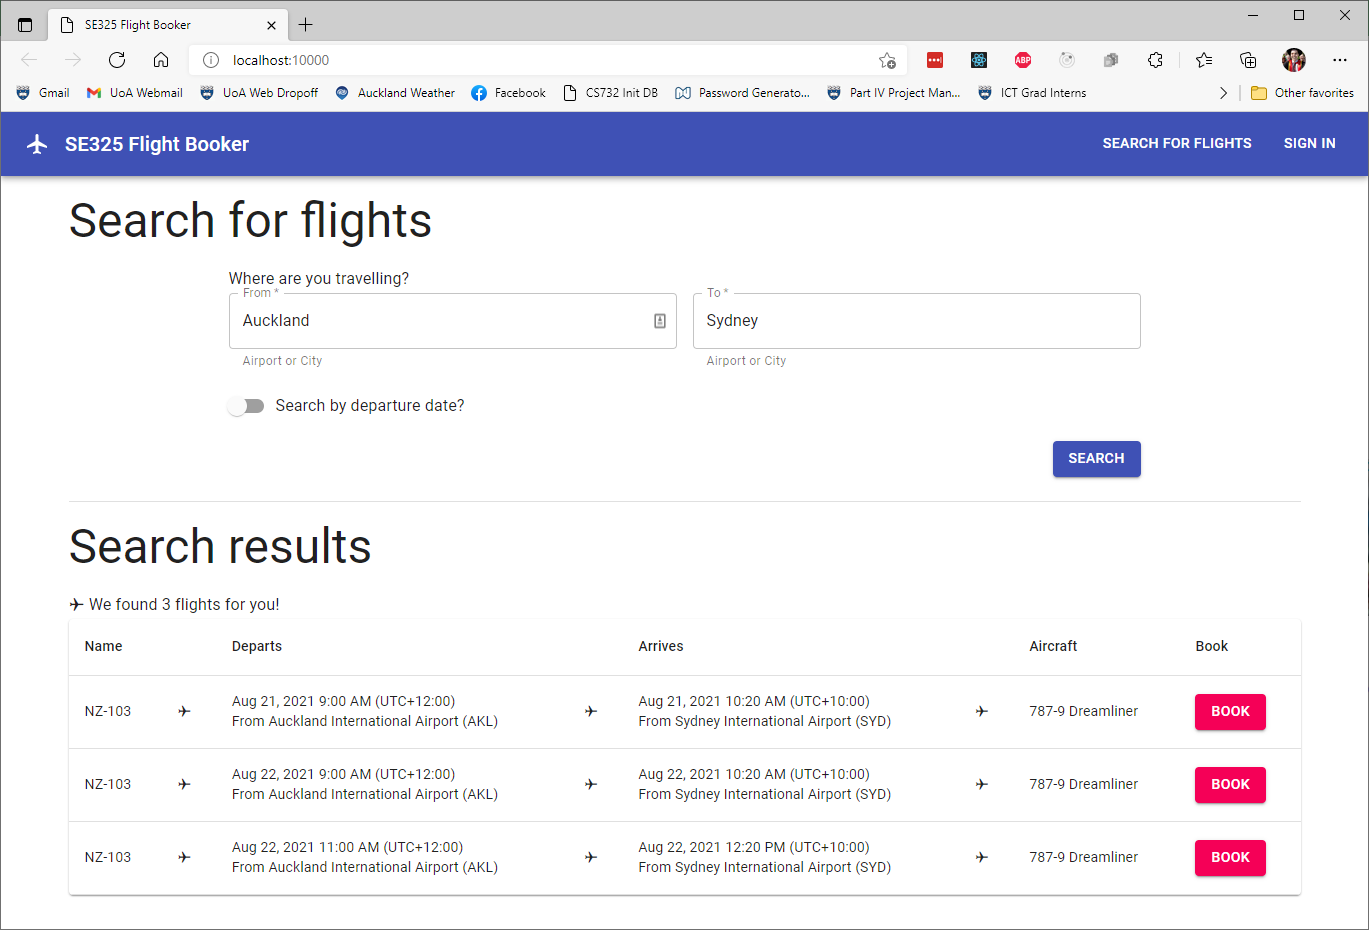 SE325 Flight Booker
localhost:10000
ABP
Gmail
UoA Webmail
UoA Web Dropoff
Auckland Weather
Facebook
CS732 Init DB
Password Generato...
Part IV Project Man...
ICT Grad Interns
Other favorites
SE325 Flight Booker
SEARCH FOR FLIGHTS
SIGN IN
Search for flights
Where are you travelling?
From *
To *
Auckland
Sydney
Airport or City
Airport or City
Search by departure date?
SEARCH
Search results
✈ We found 3 flights for you!
Name Departs Arrives Aircraft Book
Aug 21, 2021 9:00 AM (UTC+12:00) Aug 21, 2021 10:20 AM (UTC+10:00)
NZ-103 ✈ ✈ ✈ 787-9 Dreamliner BOOK
From Auckland International Airport (AKL) From Sydney International Airport (SYD)
Aug 22, 2021 9:00 AM (UTC+12:00) Aug 22, 2021 10:20 AM (UTC+10:00)
NZ-103 ✈ ✈ ✈ 787-9 Dreamliner BOOK
From Auckland International Airport (AKL) From Sydney International Airport (SYD)
Aug 22, 2021 11:00 AM (UTC+12:00) Aug 22, 2021 12:20 PM (UTC+10:00)
NZ-103 ✈ ✈ ✈ 787-9 Dreamliner BOOK
From Auckland International Airport (AKL) From Sydney International Airport (SYD)